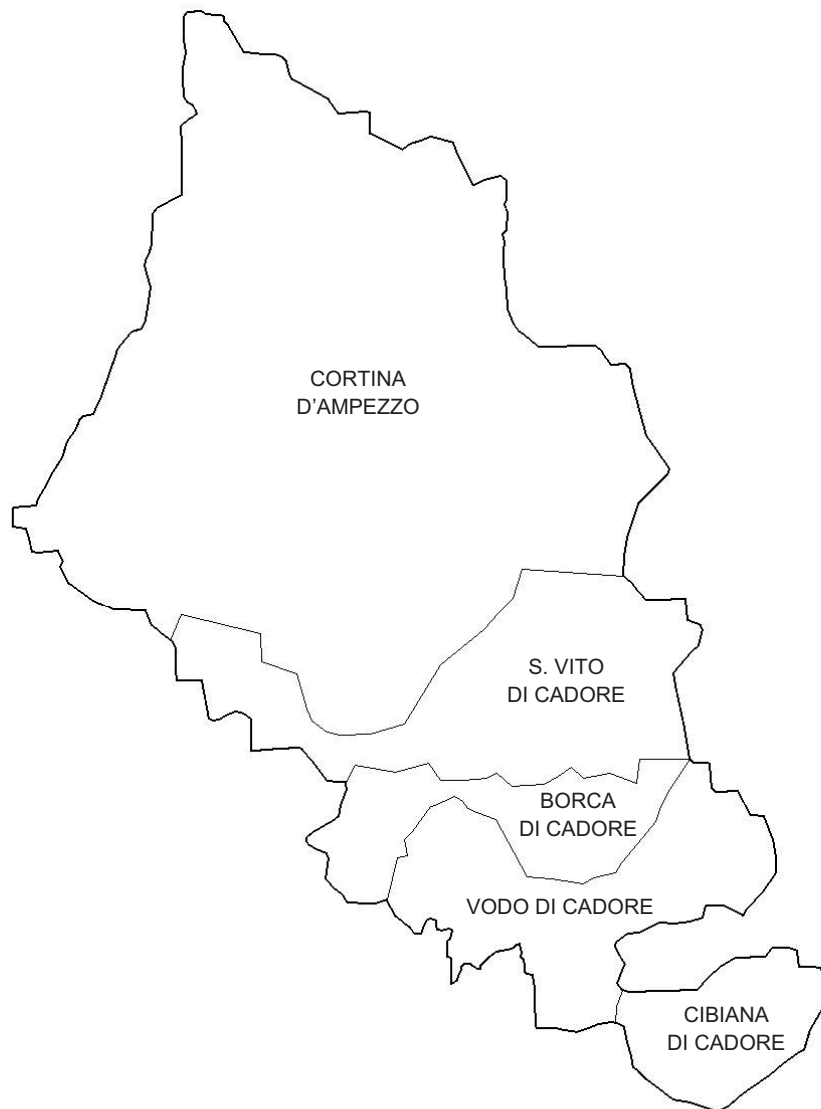 CORTINA
D'AMPEZZO
S. VITO
DI CADORE
BORCA
DI CADORE
VODO DI CADORE
CIBIANA
DI CADORE